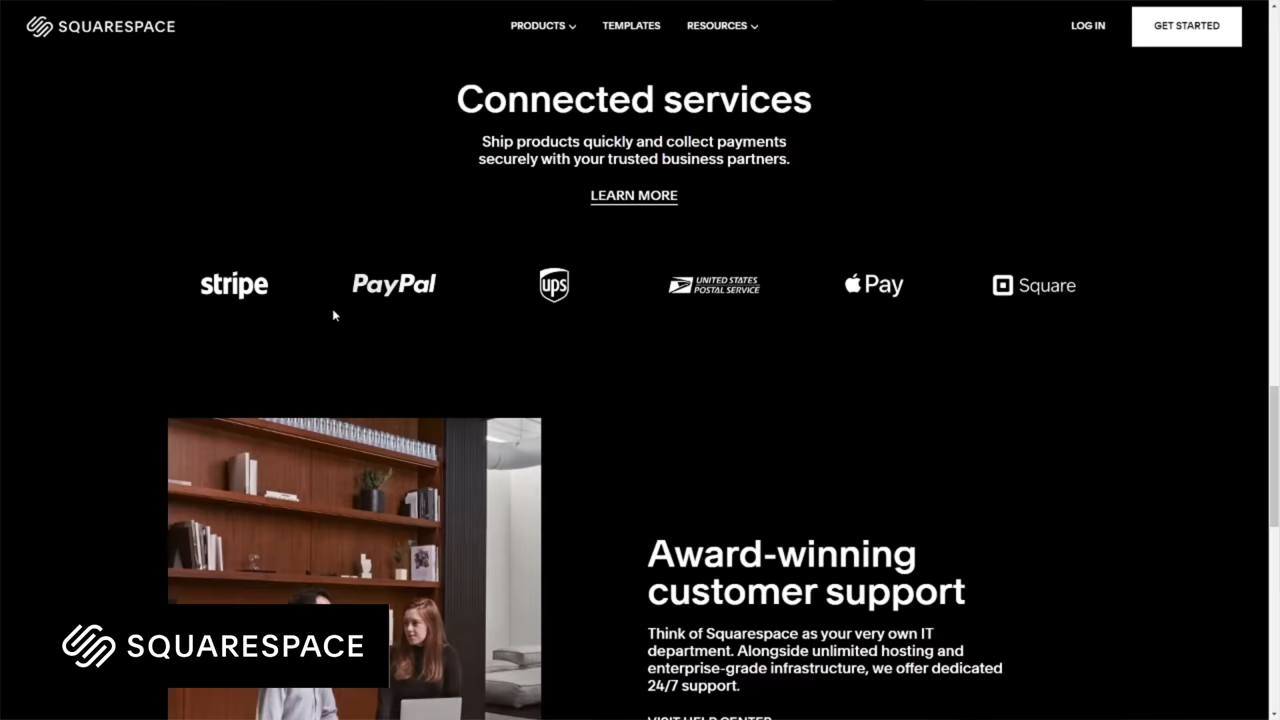 SQUARESPACE
PRODUCTS
TEMPLATES
RESOURCES
LOG IN
GET STARTED
Connected services
Ship products quickly and collect payments
securely with your trusted business partners.
LEARN MORE
stripe
PayPal
ups
UNITED STATES
POSTAL SERVICE
Pay
Square
Award-winning
customer support
Think of Squarespace as your very own IT
department. Alongside unlimited hosting and
enterprise-grade infrastructure, we offer dedicated
24/7 support.
VISIT HELP CENTER
SQUARESPACE